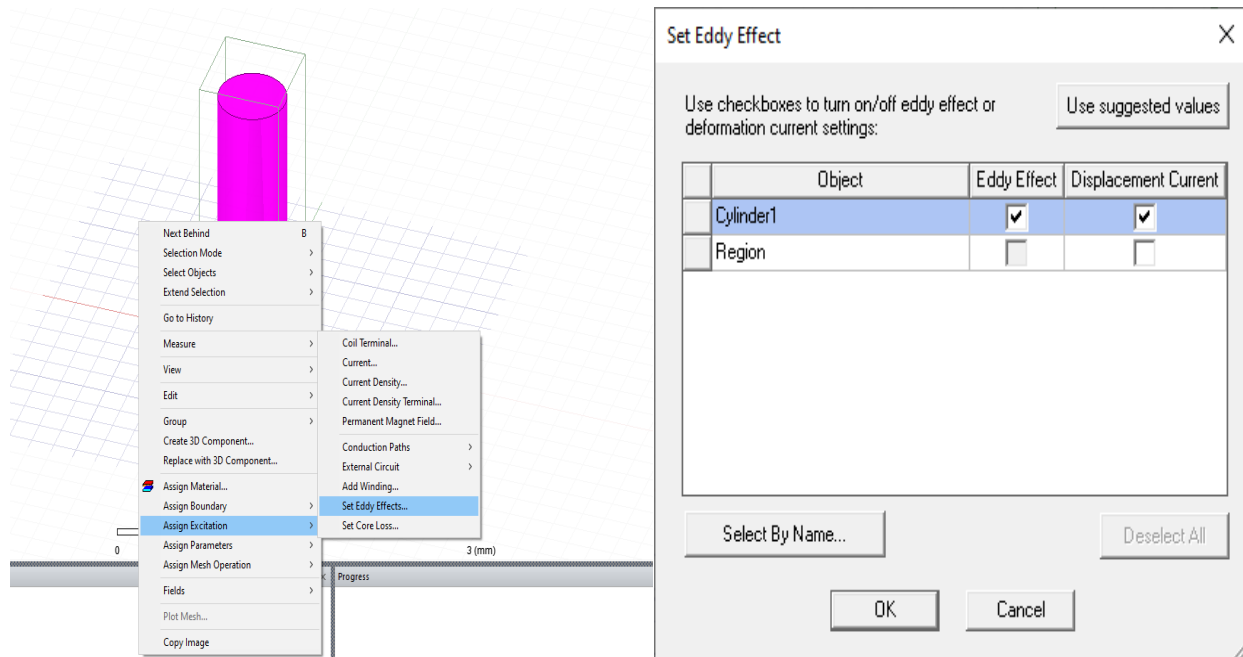 Next Behind B
Selection Mode >
Select Objects >
Extend Selection >
Go to History
Measure >
View >
Edit >
Group >
Create 3D Component...
Replace with 3D Component...
Assign Material...
Assign Boundary >
Assign Excitation >
Assign Parameters >
Assign Mesh Operation >
Fields >
Plot Mesh...
Copy Image
Coil Terminal...
Current...
Current Density...
Current Density Terminal...
Permanent Magnet Field...
Conduction Paths >
External Circuit >
Add Winding...
Set Eddy Effects...
Set Core Loss...
0 3 (mm)
Progress
Set Eddy Effect
Use checkboxes to turn on/off eddy effect or
deformation current settings:
Use suggested values
Object Eddy Effect Displacement Current
Cylinder1
Region
Select By Name...
Deselect All
OK Cancel